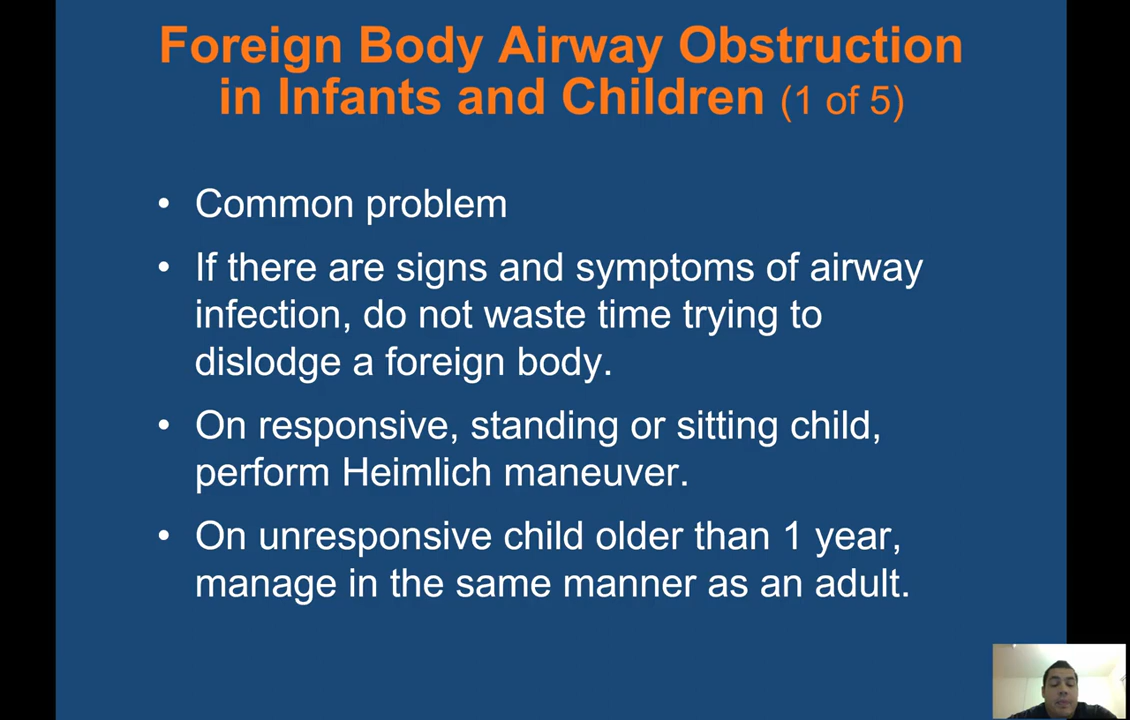 Foreign Body Airway Obstruction
in Infants and Children (1 of 5)
• Common problem
• If there are signs and symptoms of airway
infection, do not waste time trying to
dislodge a foreign body.
• On responsive, standing or sitting child,
perform Heimlich maneuver.
• On unresponsive child older than 1 year,
manage in the same manner as an adult.